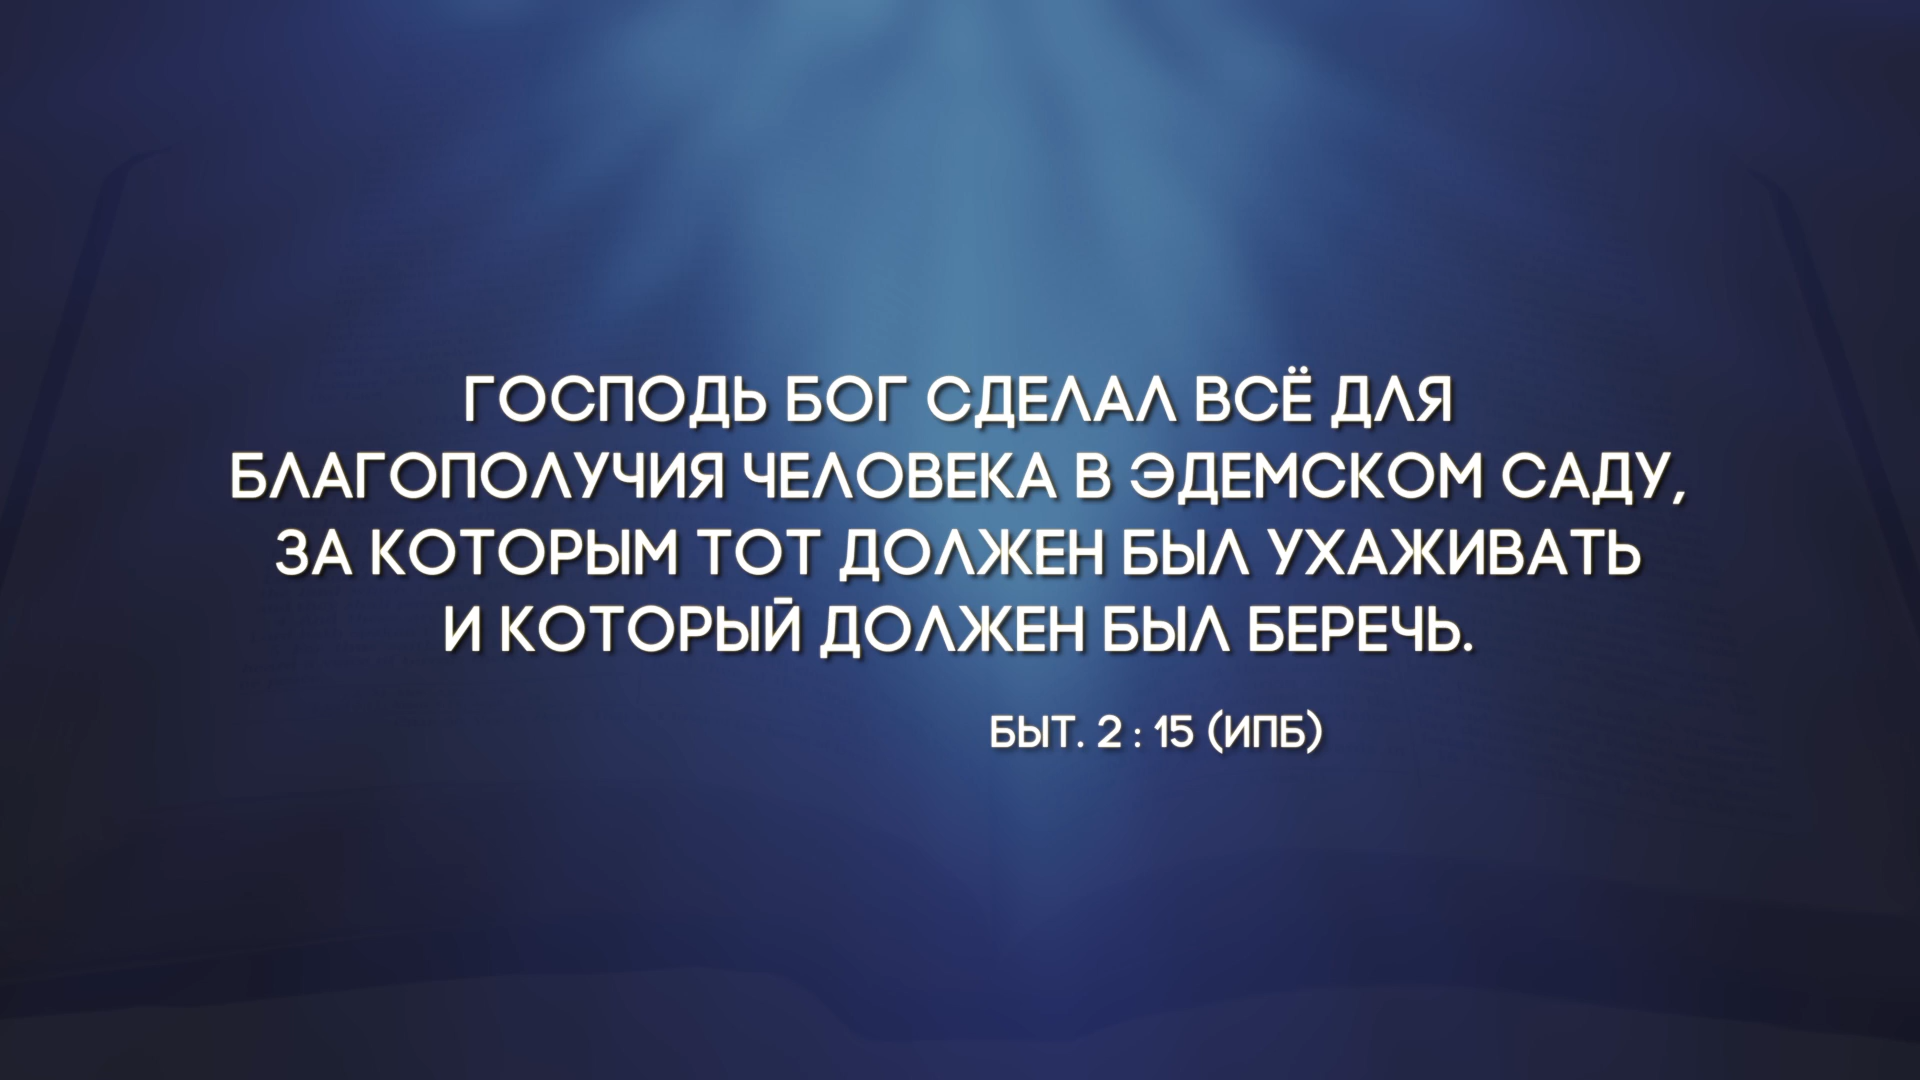 ГОСПОДЬ БОГ СДЕЛАЛ ВСЁ ДЛЯ
БЛАГОПОЛУЧИЯ ЧЕЛОВЕКА В ЭДЕМСКОМ САДУ,
ЗА КОТОРЫМ ТОТ ДОЛЖЕН БЫЛ УХАЖИВАТЬ
И КОТОРЫЙ ДОЛЖЕН БЫЛ БЕРЕЧЬ.
БЫТ. 2 : 15 (ИПБ)